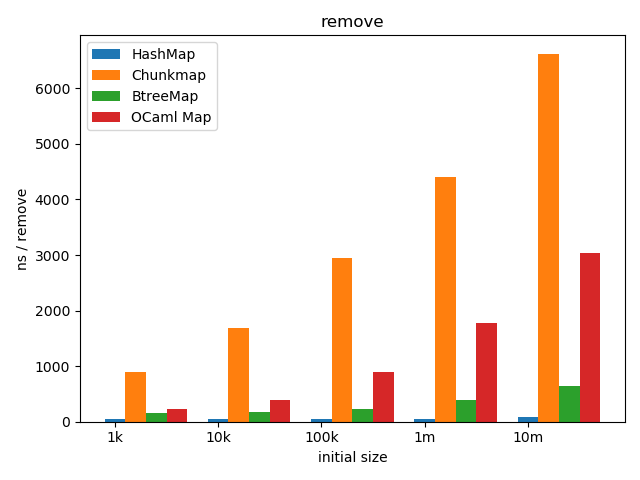 remove
HashMap
Chunkmap
BtreeMap
OCaml Map
6000
5000
4000
3000
2000
1000
0
ns / remove
1k 10k 100k 1m 10m
initial size